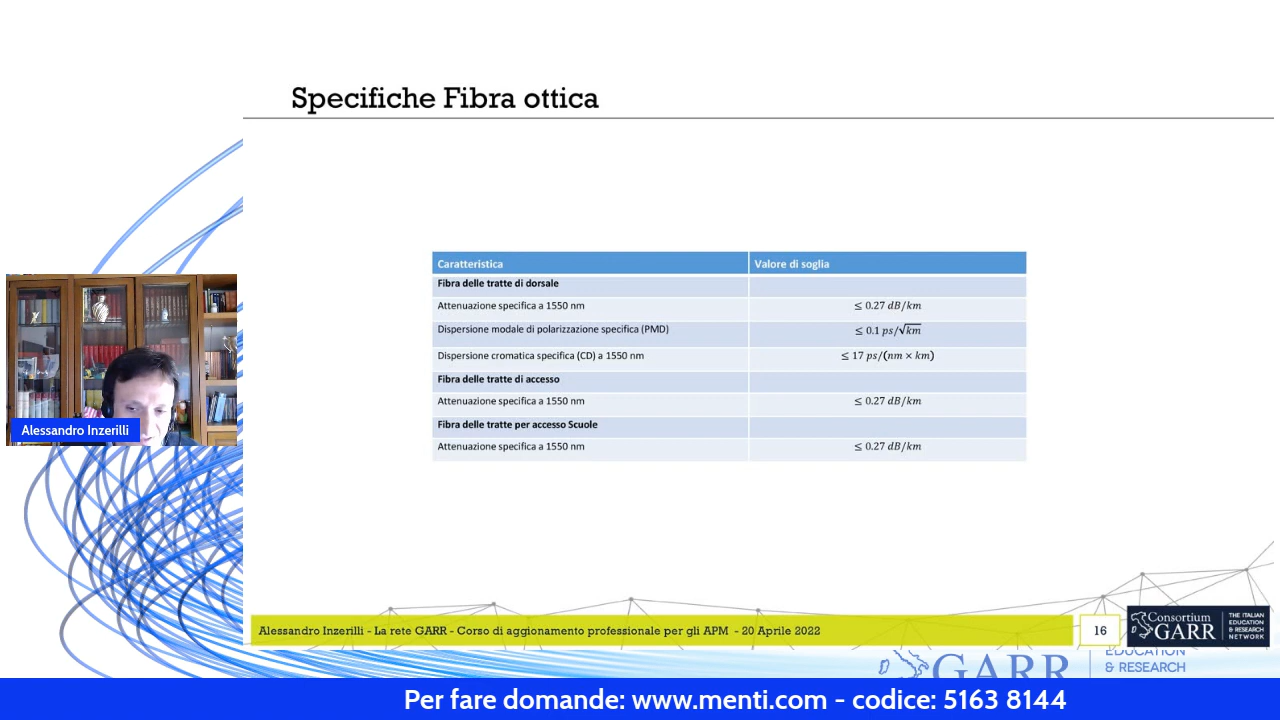 Specifiche Fibra ottica
Caratteristica Valore di soglia
Fibra delle tratte di dorsale
Attenuazione specifica a 1550 nm ≤ 0.27 dB/km
Dispersione modale di polarizzazione specifica (PMD) ≤ 0.1 ps/√km
Dispersione cromatica specifica (CD) a 1550 nm ≤ 17 ps/(nm × km)
Fibra delle tratte di accesso
Attenuazione specifica a 1550 nm ≤ 0.27 dB/km
Fibra delle tratte per accesso Scuole
Attenuazione specifica a 1550 nm ≤ 0.27 dB/km
Alessandro Inzerilli
Alessandro Inzerilli - La rete GARR - Corso di aggionamento professionale per gli APM - 20 Aprile 2022
16
Consortium
GARR
THE ITALIAN
EDUCATION
& RESEARCH
NETWORK
GARR
EDUCATION
& RESEARCH
Per fare domande: www.menti.com - codice: 5163 8144